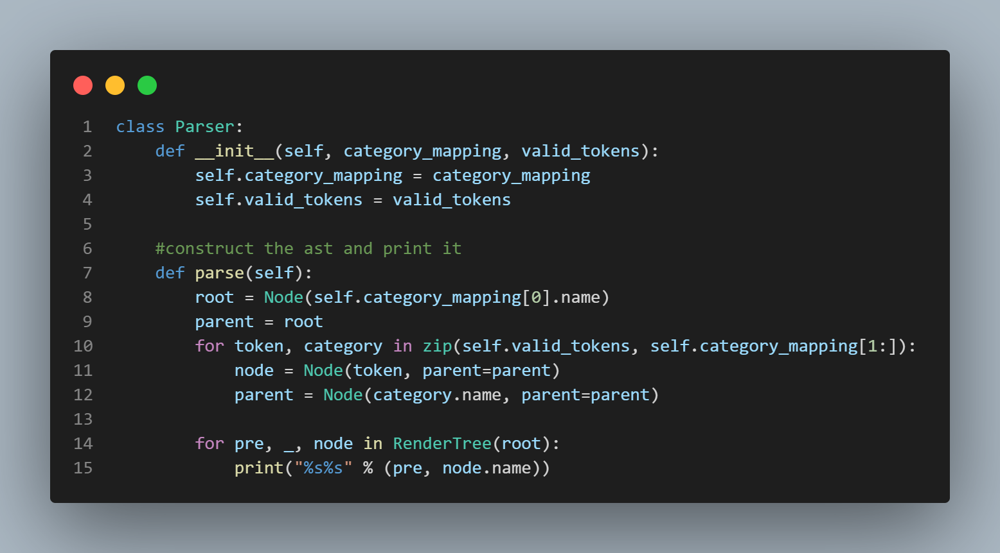 1 class Parser:
2     def __init__(self, category_mapping, valid_tokens):
3         self.category_mapping = category_mapping
4         self.valid_tokens = valid_tokens
5
6     #construct the ast and print it
7     def parse(self):
8         root = Node(self.category_mapping[0].name)
9         parent = root
10         for token, category in zip(self.valid_tokens, self.category_mapping[1:]):
11             node = Node(token, parent=parent)
12             parent = Node(category.name, parent=parent)
13
14         for pre, _, node in RenderTree(root):
15             print("%s%s" % (pre, node.name))